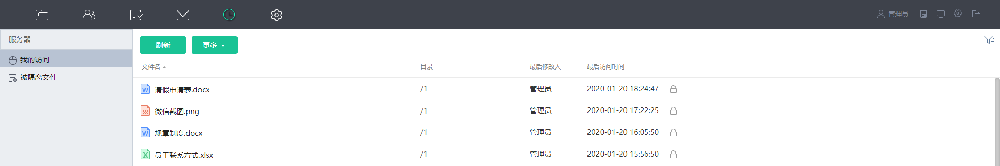 管理员
服务器
我的访问
被隔离文件
刷新 更多
文件名 目录 最后修改人 最后访问时间
请假申请表.docx /1 管理员 2020-01-20 18:24:47
微信截图.png /1 管理员 2020-01-20 17:22:25
规章制度.docx /1 管理员 2020-01-20 16:05:50
员工联系方式.xlsx /1 管理员 2020-01-20 15:56:50